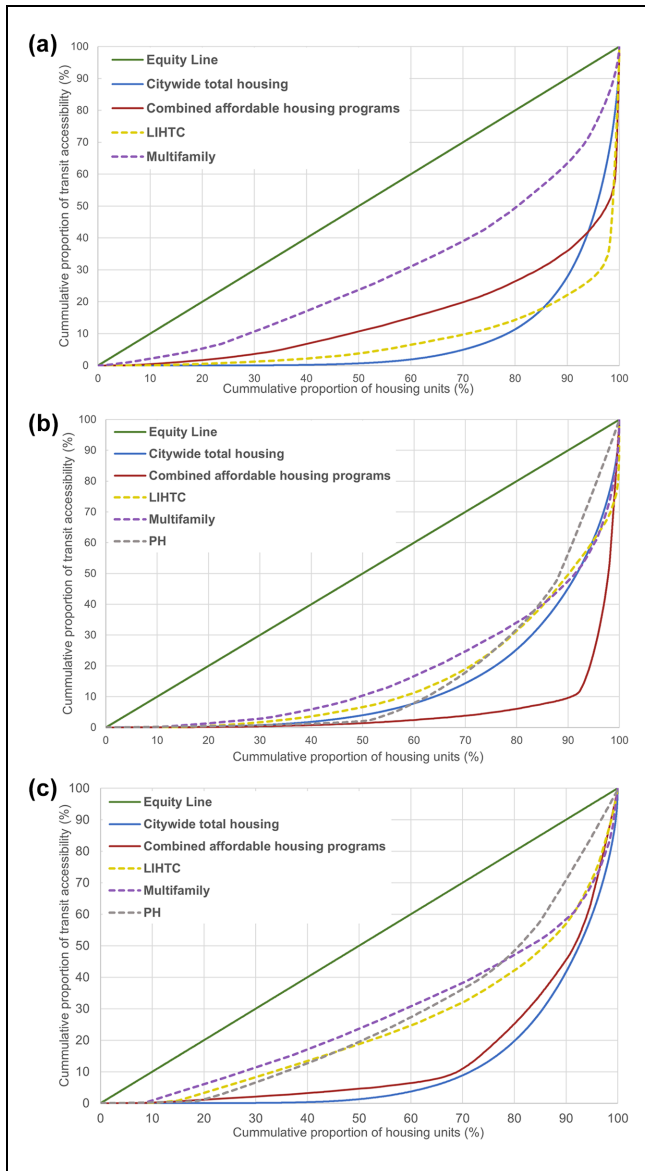 (a)
Cummulative proportion of transit accessibility (%)
100
90
80
70
60
50
40
30
20
10
0
Equity Line
Citywide total housing
Combined affordable housing programs
LIHTC
Multifamily
0 10 20 30 40 50 60 70 80 90 100
Cummulative proportion of housing units (%)
(b)
Cummulative proportion of transit accessibility (%)
100
90
80
70
60
50
40
30
20
10
0
Equity Line
Citywide total housing
Combined affordable housing programs
LIHTC
Multifamily
PH
0 10 20 30 40 50 60 70 80 90 100
Cummulative proportion of housing units (%)
(c)
Cummulative proportion of transit accessibility (%)
100
90
80
70
60
50
40
30
20
10
0
Equity Line
Citywide total housing
Combined affordable housing programs
LIHTC
Multifamily
PH
0 10 20 30 40 50 60 70 80 90 100
Cummulative proportion of housing units (%)